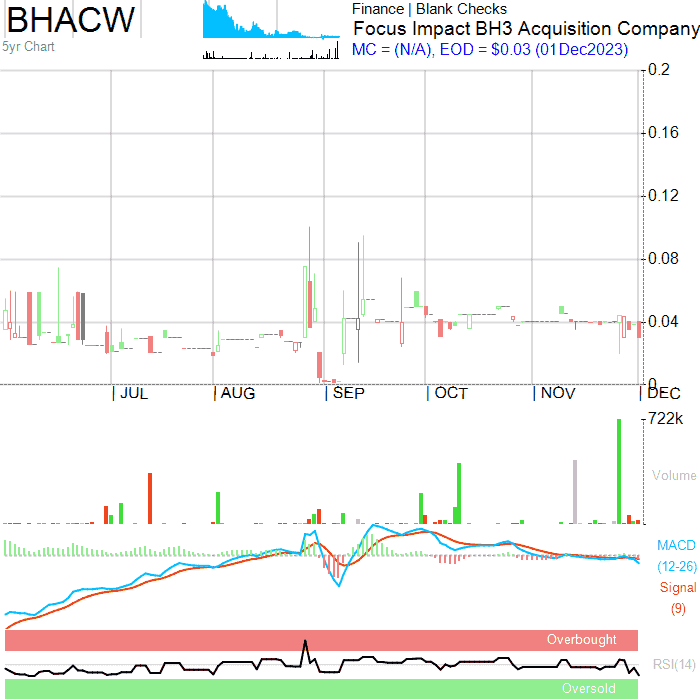 BHACW
5yr Chart
Finance | Blank Checks
Focus Impact BH3 Acquisition Company
MC = (N/A), EOD = $0.03 (01Dec2023)
0.2
0.16
0.12
0.08
0.04
0
JUL
AUG
SEP
OCT
NOV
DEC
722k
Volume
MACD
(12-26)
Signal
(9)
Overbought
RSI(14)
Oversold